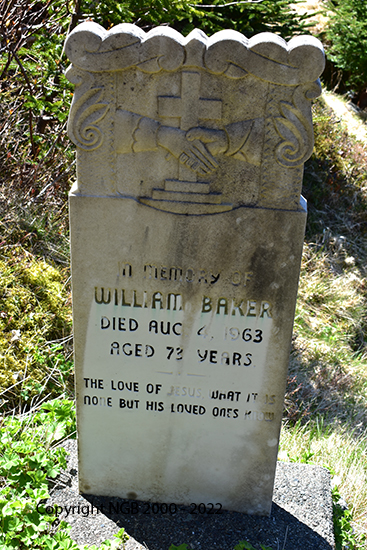 IN MEMORY OF
WILLIAM BAKER
DIED AUG 4, 1963
AGED 73 YEARS
THE LOVE OF JESUS, WHAT IT IS
NONE BUT HIS LOVED ONES KNOW
Copyright NGB 2000 - 2022